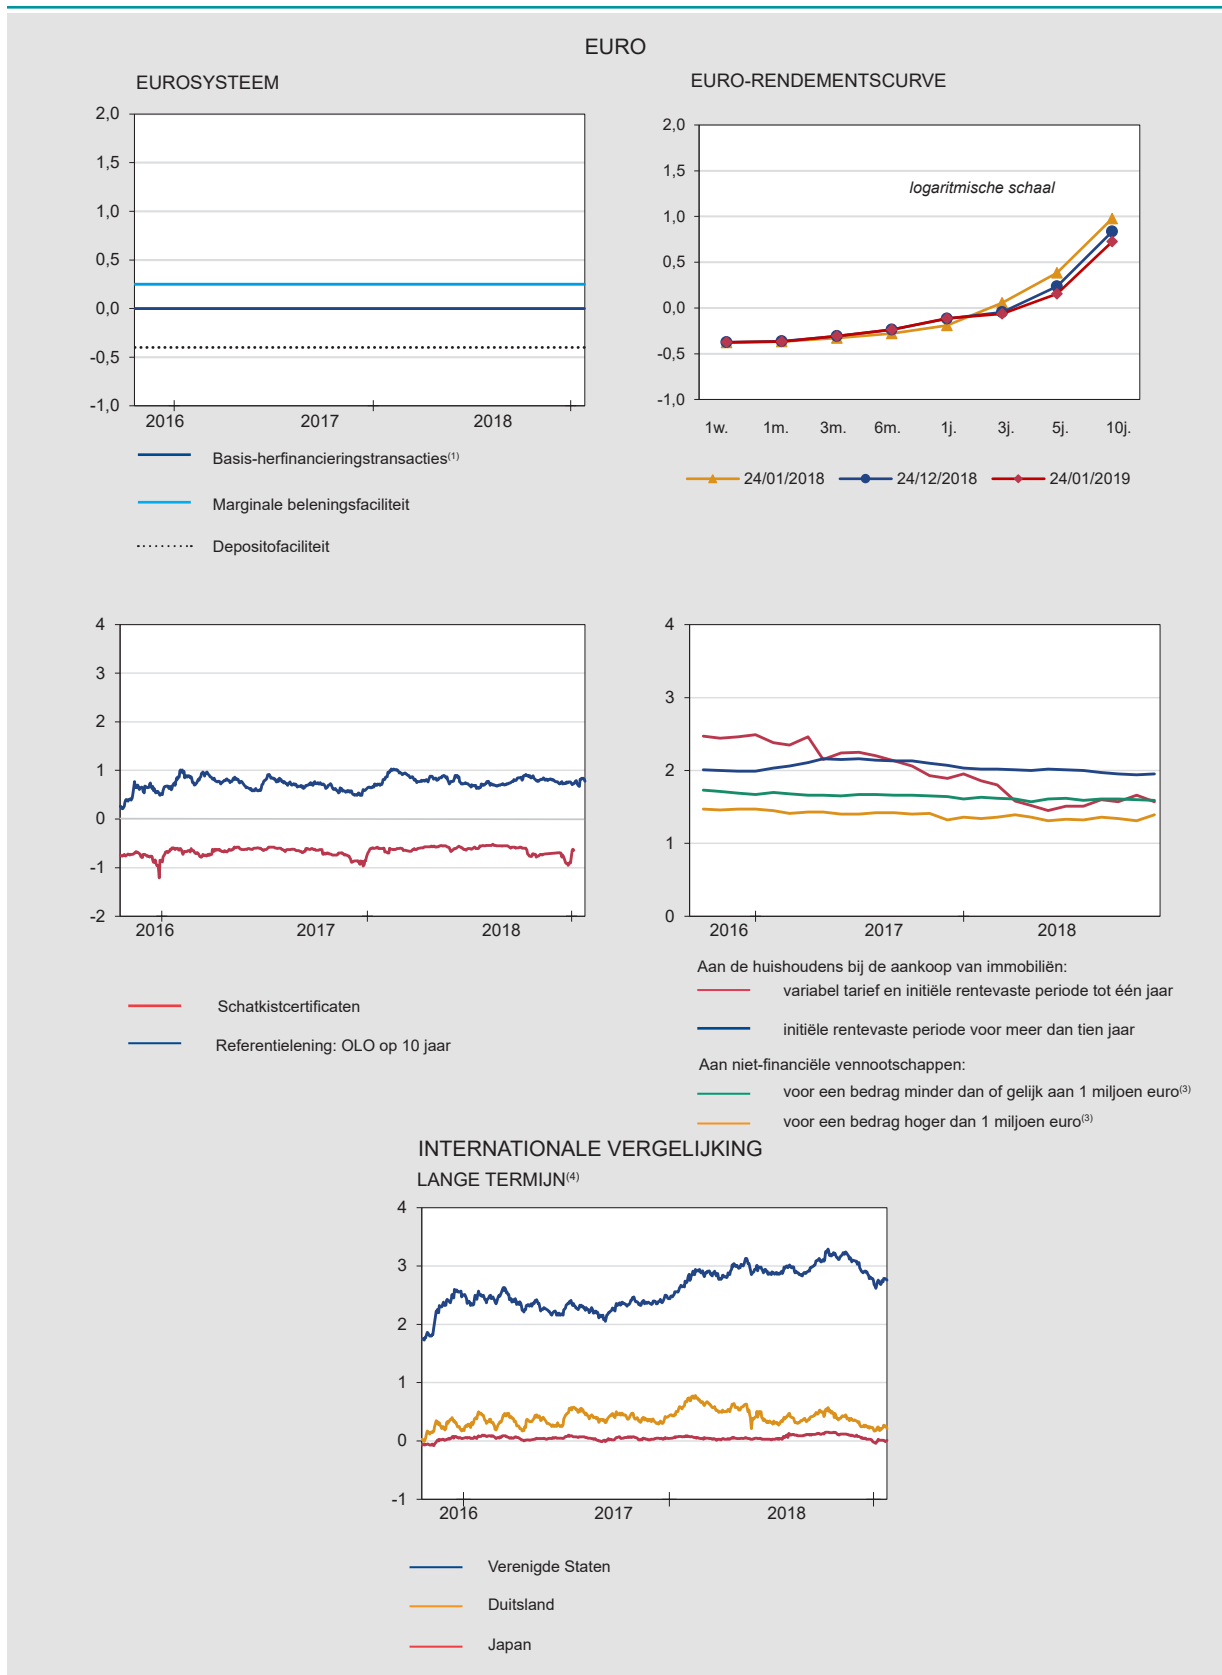 EURO
EUROSYSTEEM
2,0
1,5
1,0
0,5
0,0
-0,5
-1,0
2016 2017 2018
Basis-herfinancieringstransacties(1)
Marginale beleningsfaciliteit
Depositofaciliteit
EURO-RENDEMENTSCURVE
2,0
1,5
1,0
0,5
0,0
-0,5
-1,0
logaritmische schaal
1w. 1m. 3m. 6m. 1j. 3j. 5j. 10j.
24/01/2018 24/12/2018 24/01/2019
4
3
2
1
0
-1
-2
2016 2017 2018
Schatkistcertificaten
Referentielening: OLO op 10 jaar
4
3
2
1
0
2016 2017 2018
Aan de huishoudens bij de aankoop van immobiliën:
variabel tarief en initiële rentevaste periode tot één jaar
initiële rentevaste periode voor meer dan tien jaar
Aan niet-financiële vennootschappen:
voor een bedrag minder dan of gelijk aan 1 miljoen euro(3)
voor een bedrag hoger dan 1 miljoen euro(3)
INTERNATIONALE VERGELIJKING
LANGE TERMIJN(4)
4
3
2
1
0
-1
2016 2017 2018
Verenigde Staten
Duitsland
Japan